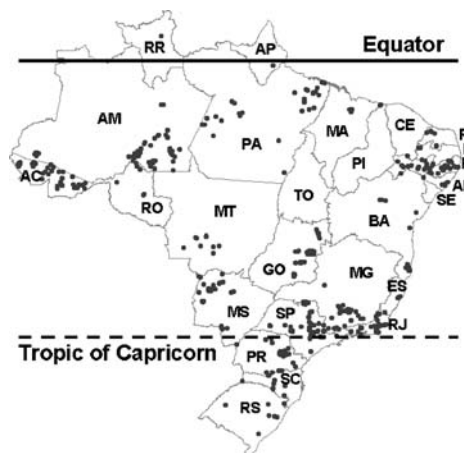 RR
AP
Equator
AM
PA
MA
CE
PI
AC
TO
SE
RO
MT
BA
GO
MG
ES
MS
SP
RJ
Tropic of Capricorn
PR
SC
RS